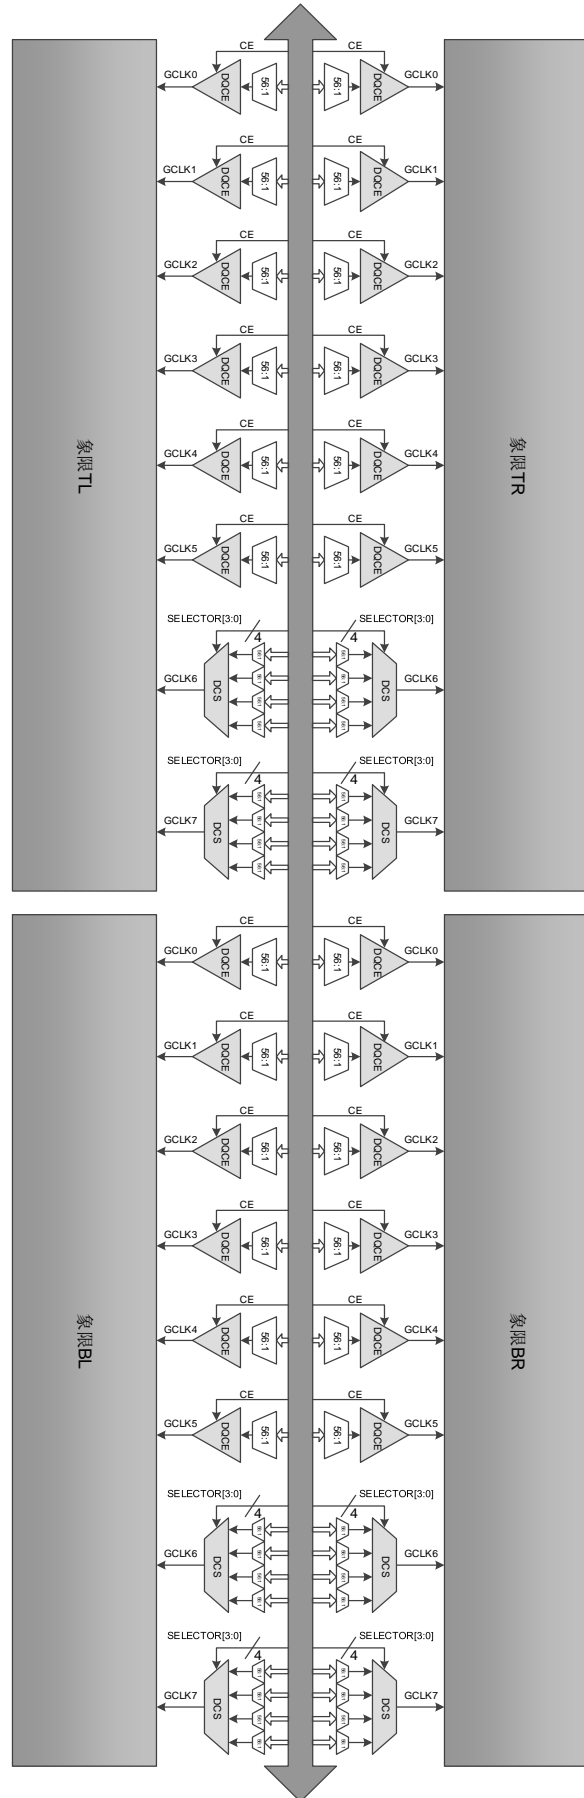 CE CE
GCLK0 DQCE 56:1 56:1 DQCE GCLK0
CE CE
GCLK1 DQCE 56:1 56:1 DQCE GCLK1
CE CE
GCLK2 DQCE 56:1 56:1 DQCE GCLK2
CE CE
GCLK3 DQCE 56:1 56:1 DQCE GCLK3
CE CE
象限TL
GCLK4 DQCE 56:1 56:1 DQCE GCLK4
象限TR
CE CE
GCLK5 DQCE 56:1 56:1 DQCE GCLK5
SELECTOR[3:0] SELECTOR[3:0]
4 4
GCLK6 DCS DCS GCLK6
SELECTOR[3:0] SELECTOR[3:0]
4 4
GCLK7 DCS DCS GCLK7
CE CE
GCLK0 DQCE 56:1 56:1 DQCE GCLK0
CE CE
GCLK1 DQCE 56:1 56:1 DQCE GCLK1
CE CE
GCLK2 DQCE 56:1 56:1 DQCE GCLK2
CE CE
GCLK3 DQCE 56:1 56:1 DQCE GCLK3
CE CE
象限BL
GCLK4 DQCE 56:1 56:1 DQCE GCLK4
象限BR
CE CE
GCLK5 DQCE 56:1 56:1 DQCE GCLK5
SELECTOR[3:0] SELECTOR[3:0]
4 4
GCLK6 DCS DCS GCLK6
SELECTOR[3:0] SELECTOR[3:0]
4 4
GCLK7 DCS DCS GCLK7